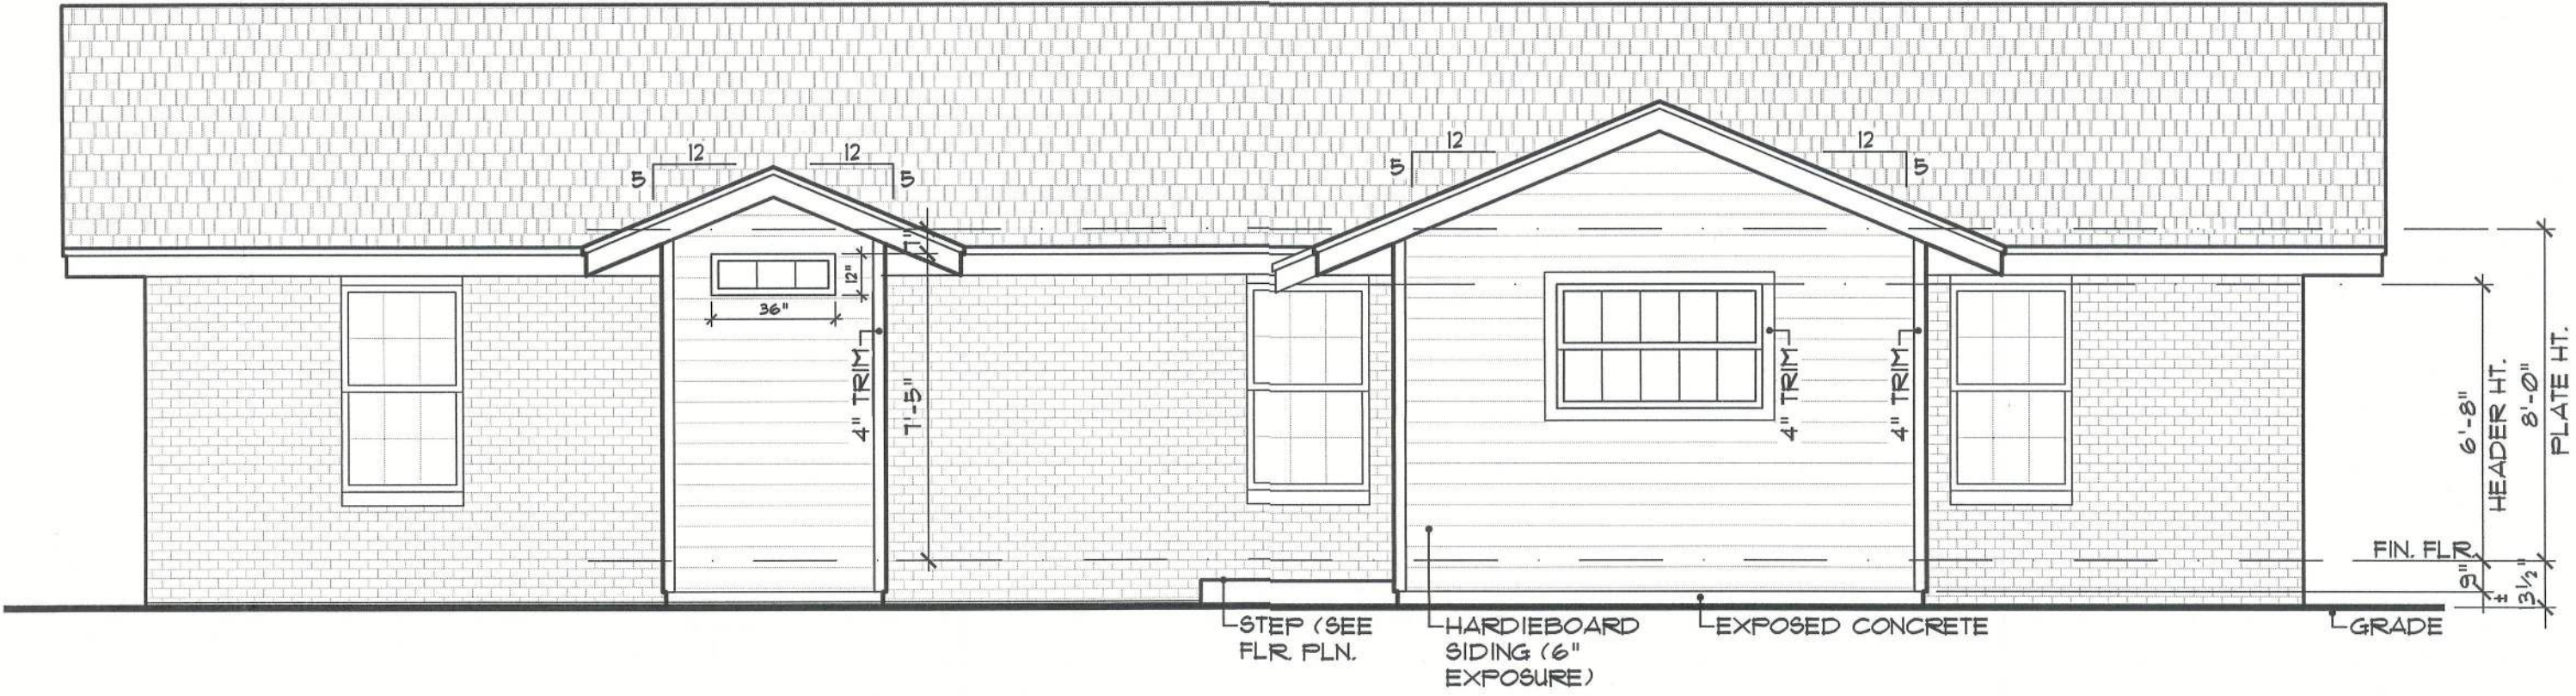 12
12
5
5
12
12
5
5
7"
12"
36"
4" TRIM
7'-5"
4" TRIM
4" TRIM
6'-8"
HEADER HT.
8'-0"
PLATE HT.
FIN. FLR.
9"
±
3½"
STEP (SEE
FLR. PLN.
HARDIEBOARD
SIDING (6"
EXPOSURE)
EXPOSED CONCRETE
GRADE